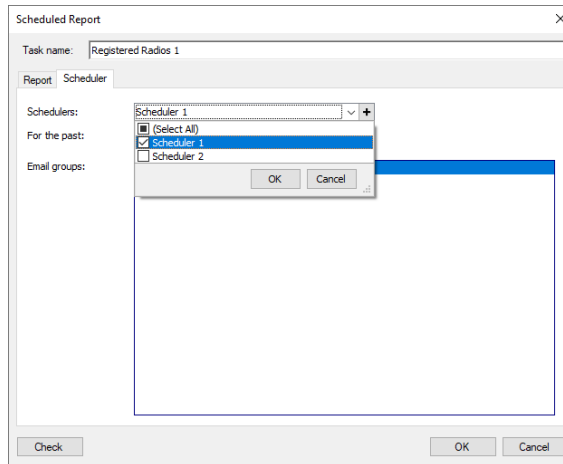 Scheduled Report
Task name: Registered Radios 1
Report Scheduler
Schedulers: Scheduler 1
(Select All)
For the past:
Scheduler 1
Scheduler 2
Email groups:
OK Cancel
Check OK Cancel